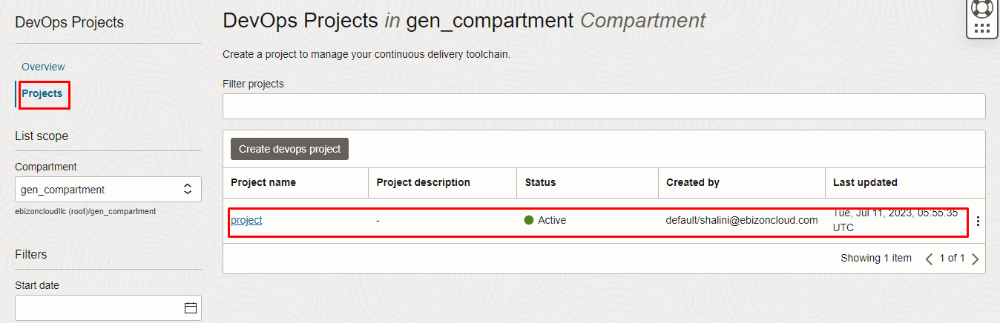 DevOps Projects
Overview
Projects
List scope
Compartment
gen_compartment
ebizoncloudllc (root)/gen_compartment
Filters
Start date
DevOps Projects in gen_compartment Compartment
Create a project to manage your continuous delivery toolchain.
Filter projects
Create devops project
Project name Project description Status Created by Last updated
project - Active default/shalini@ebizoncloud.com Tue, Jul 11, 2023, 05:55:35
UTC
Showing 1 item 1 of 1